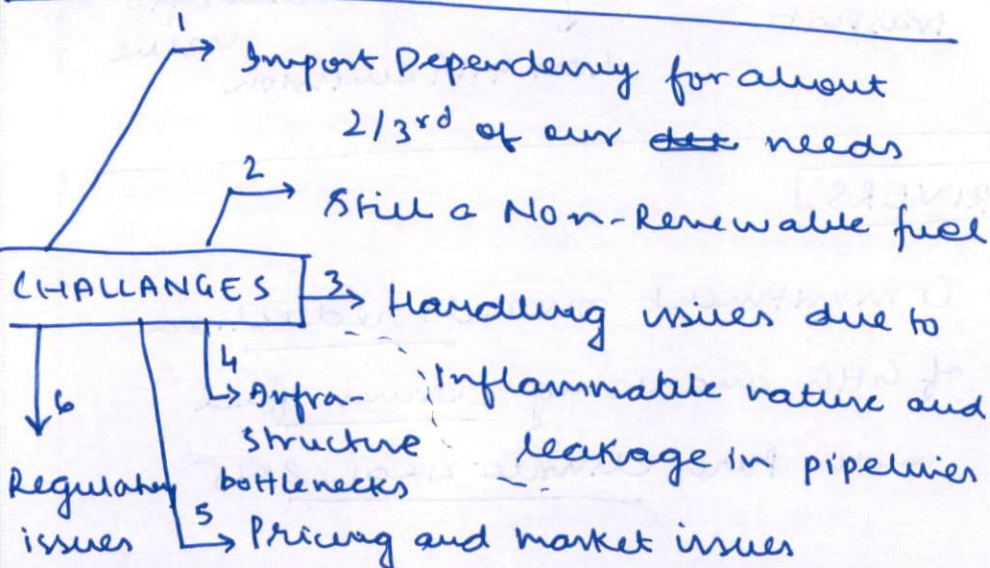 1
Import Dependency for about
2/3rd of our needs
2
Still a Non-Renewable fuel
CHALLANGES
3
Handling issues due to
inflammable nature and
leakage in pipelines
4
Infra-
structure
bottlenecks
5
Pricing and market issues
6
Regulatory
issues